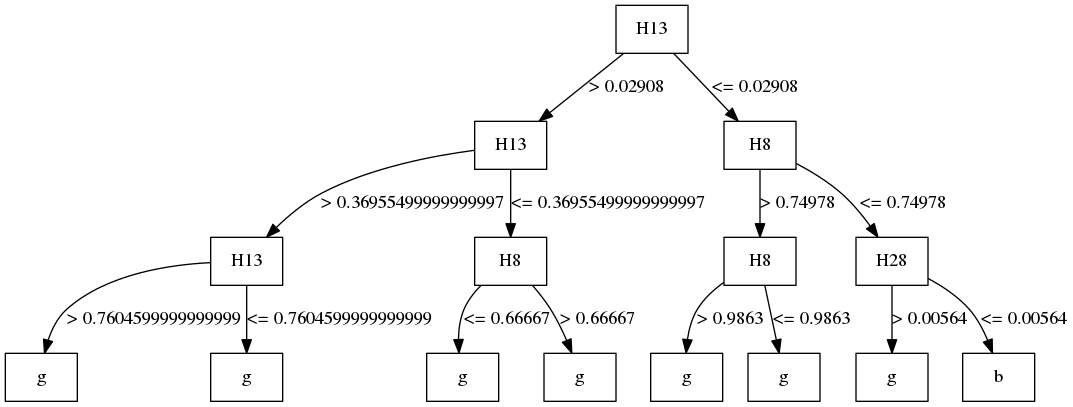 H13
> 0.02908
<= 0.02908
H13
H8
> 0.36955499999999997
<= 0.36955499999999997
> 0.74978
<= 0.74978
H13
H8
H8
H28
> 0.7604599999999999
<= 0.7604599999999999
<= 0.66667
> 0.66667
> 0.9863
<= 0.9863
> 0.00564
<= 0.00564
g
g
g
g
g
g
g
b